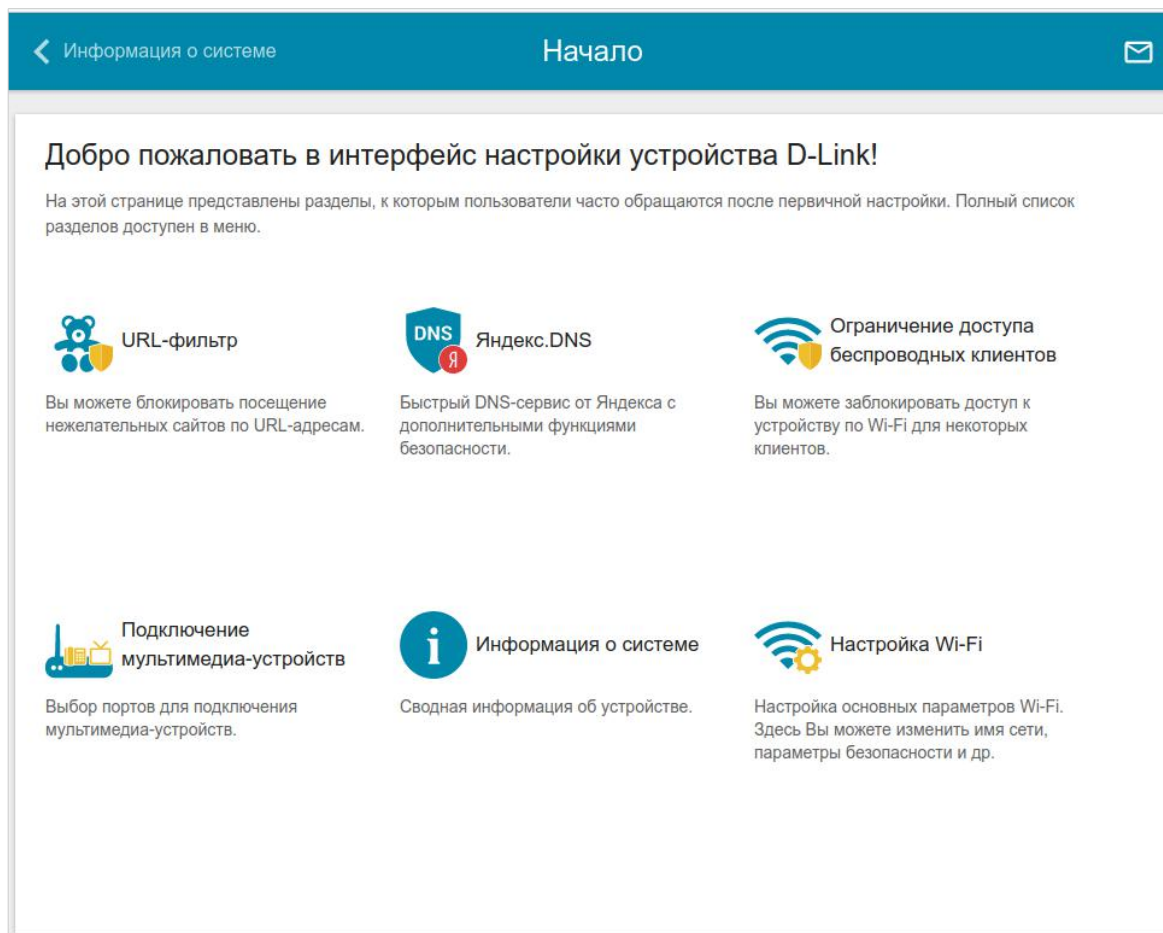 Информация о системе
Начало
Добро пожаловать в интерфейс настройки устройства D-Link!
На этой странице представлены разделы, к которым пользователи часто обращаются после первичной настройки. Полный список
разделов доступен в меню.
URL-фильтр
Вы можете блокировать посещение
нежелательных сайтов по URL-адресам.
DNS
Я
Яндекс.DNS
Быстрый DNS-сервис от Яндекса с
дополнительными функциями
безопасности.
Ограничение доступа
беспроводных клиентов
Вы можете заблокировать доступ к
устройству по Wi-Fi для некоторых
клиентов.
Подключение
мультимедиа-устройств
Выбор портов для подключения
мультимедиа-устройств.
i
Информация о системе
Сводная информация об устройстве.
Настройка Wi-Fi
Настройка основных параметров Wi-Fi.
Здесь Вы можете изменить имя сети,
параметры безопасности и др.